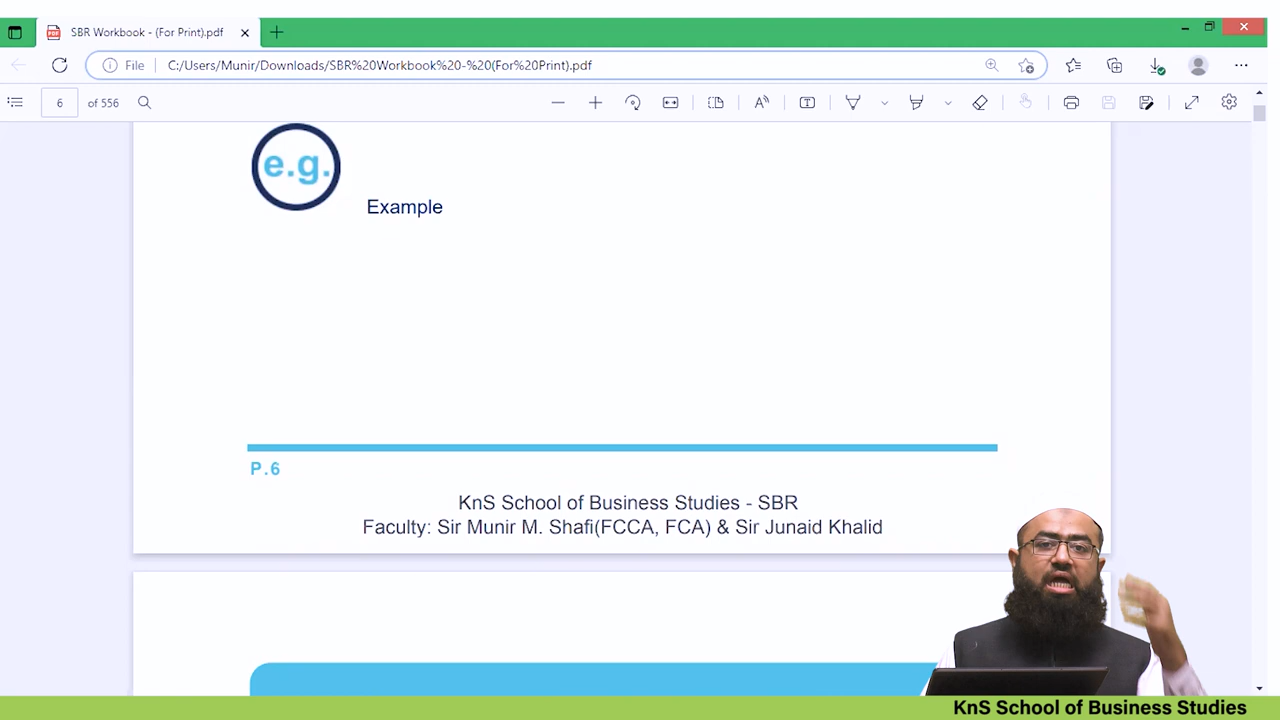 SBR Workbook - (For Print).pdf
File
C:/Users/Munir/Downloads/SBR%20Workbook%20-%20(For%20Print).pdf
6 of 556
e.g.
Example
P.6
KnS School of Business Studies - SBR
Faculty: Sir Munir M. Shafi(FCCA, FCA) & Sir Junaid Khalid
KnS School of Business Studies